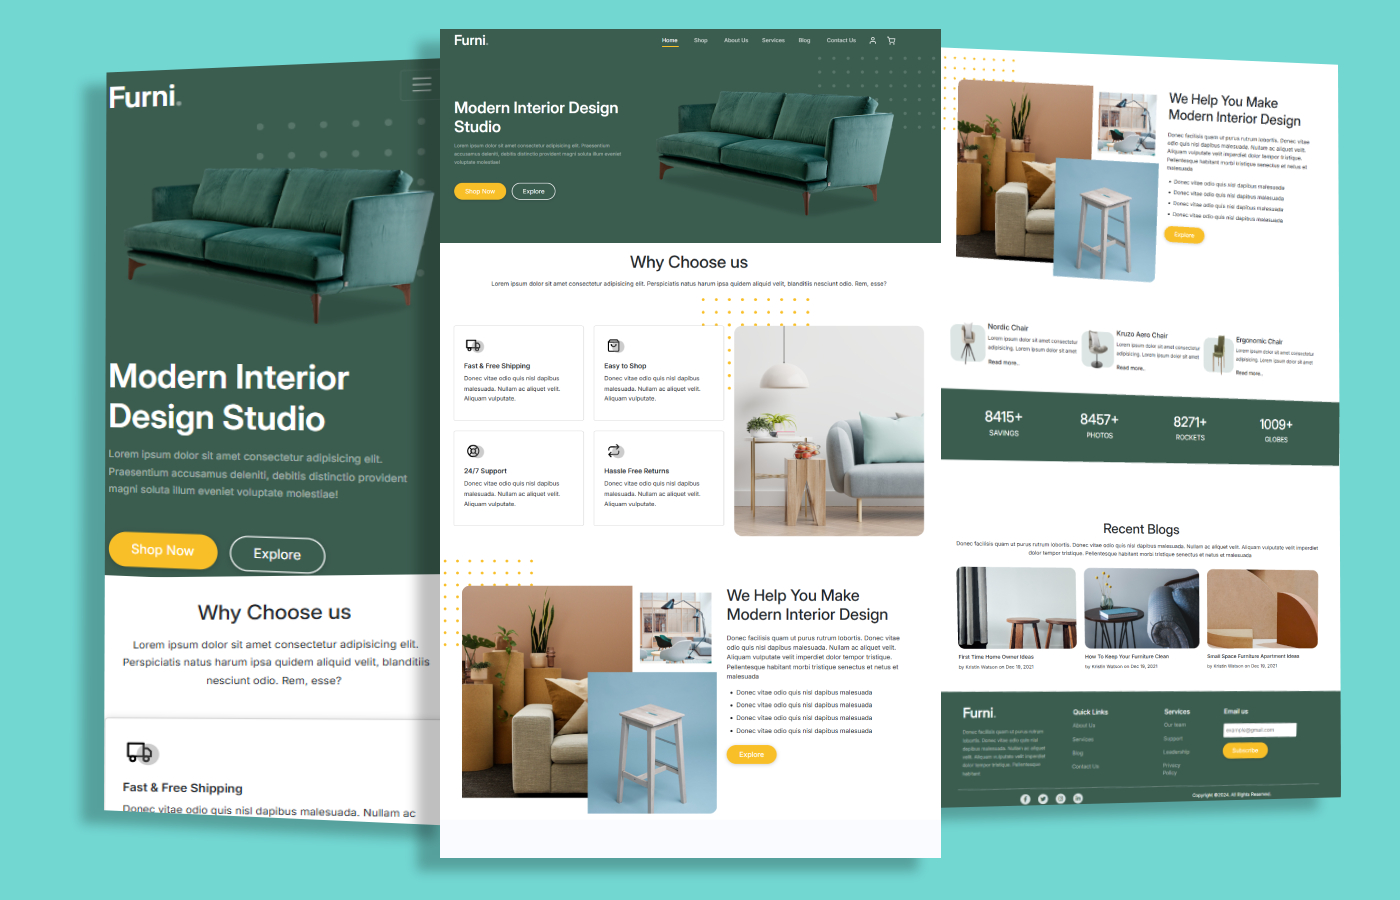 Furni.
Modern Interior
Design Studio
Lorem ipsum dolor sit amet consectetur adipisicing elit.
Praesentium accusamus deleniti, debitis distinctio provident
magni soluta illum eveniet voluptate molestiae!
Shop Now
Explore
Why Choose us
Lorem ipsum dolor sit amet consectetur adipisicing elit.
Perspiciatis natus harum ipsa quidem aliquid velit, blanditiis
nesciunt odio. Rem, esse?
Fast & Free Shipping
Donec vitae odio quis nisl dapibus malesuada. Nullam ac
Furni.
Home
Shop
About Us
Services
Blog
Contact Us
Modern Interior Design
Studio
Lorem ipsum dolor sit amet consectetur adipisicing elit. Praesentium
accusamus deleniti, debitis distinctio provident magni soluta illum eveniet
voluptate molestiae!
Shop Now
Explore
Why Choose us
Lorem ipsum dolor sit amet consectetur adipisicing elit. Perspiciatis natus harum ipsa quidem aliquid velit, blanditiis nesciunt odio. Rem, esse?
Fast & Free Shipping
Donec vitae odio quis nisl dapibus
malesuada. Nullam ac aliquet velit.
Aliquam vulputate.
Easy to Shop
Donec vitae odio quis nisl dapibus
malesuada. Nullam ac aliquet velit.
Aliquam vulputate.
24/7 Support
Donec vitae odio quis nisl dapibus
malesuada. Nullam ac aliquet velit.
Aliquam vulputate.
Hassle Free Returns
Donec vitae odio quis nisl dapibus
malesuada. Nullam ac aliquet velit.
Aliquam vulputate.
We Help You Make
Modern Interior Design
Donec facilisis quam ut purus rutrum lobortis. Donec vitae
odio quis nisl dapibus malesuada. Nullam ac aliquet velit.
Aliquam vulputate velit imperdiet dolor tempor tristique.
Pellentesque habitant morbi tristique senectus et netus et
malesuada
• Donec vitae odio quis nisl dapibus malesuada
• Donec vitae odio quis nisl dapibus malesuada
• Donec vitae odio quis nisl dapibus malesuada
• Donec vitae odio quis nisl dapibus malesuada
Explore
We Help You Make
Modern Interior Design
Donec facilisis quam ut purus rutrum lobortis. Donec vitae
odio quis nisl dapibus malesuada. Nullam ac aliquet velit.
Aliquam vulputate velit imperdiet dolor tempor tristique.
Pellentesque habitant morbi tristique senectus et netus et
malesuada
• Donec vitae odio quis nisl dapibus malesuada
• Donec vitae odio quis nisl dapibus malesuada
• Donec vitae odio quis nisl dapibus malesuada
• Donec vitae odio quis nisl dapibus malesuada
Explore
Nordic Chair
Lorem ipsum dolor sit amet consectetur
adipisicing. Lorem ipsum dolor sit amet
Read more..
Kruzo Aero Chair
Lorem ipsum dolor sit amet consectetur
adipisicing. Lorem ipsum dolor sit amet
Read more..
Ergonomic Chair
Lorem ipsum dolor sit amet consectetur
adipisicing. Lorem ipsum dolor sit amet
Read more..
8415+
SAVINGS
8457+
PHOTOS
8271+
ROCKETS
1009+
GLOBES
Recent Blogs
Donec facilisis quam ut purus rutrum lobortis. Donec vitae odio quis nisl dapibus malesuada. Nullam ac aliquet velit. Aliquam vulputate velit imperdiet
dolor tempor tristique. Pellentesque habitant morbi tristique senectus et netus et malesuada
First Time Home Owner Ideas
by Kristin Watson on Dec 19, 2021
How To Keep Your Furniture Clean
by Kristin Watson on Dec 19, 2021
Small Space Furniture Apartment Ideas
by Kristin Watson on Dec 19, 2021
Furni.
Donec facilisis quam ut purus rutrum
lobortis. Donec vitae odio quis nisl
dapibus malesuada. Nullam ac aliquet
velit. Aliquam vulputate velit imperdiet
dolor tempor tristique. Pellentesque
habitant
Quick Links
About Us
Services
Blog
Contact Us
Services
Our team
Support
Leadership
Privacy
Policy
Email us
example@gmail.com
Subscribe
Copyright ©2024. All Rights Reserved.